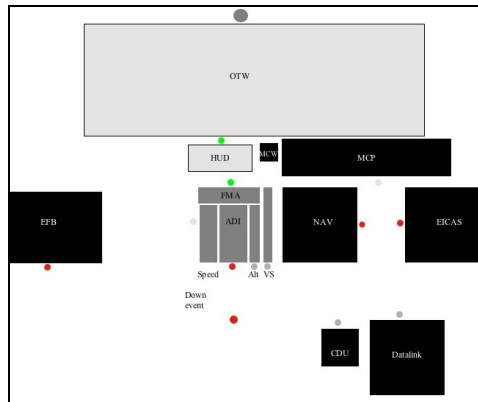 OTW
HUD
MCW
MCP
FMA
EFB
ADI
NAV
EICAS
Speed
Alt
VS
Down
event
CDU
Datalink